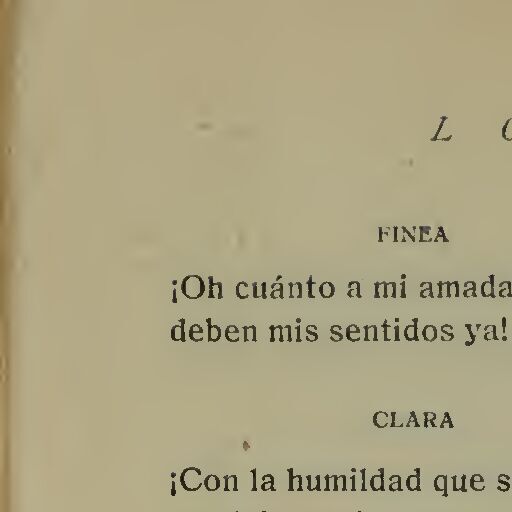 L
FINEA
¡Oh cuánto a mi amada
deben mis sentidos ya!
CLARA
¡Con la humildad que s